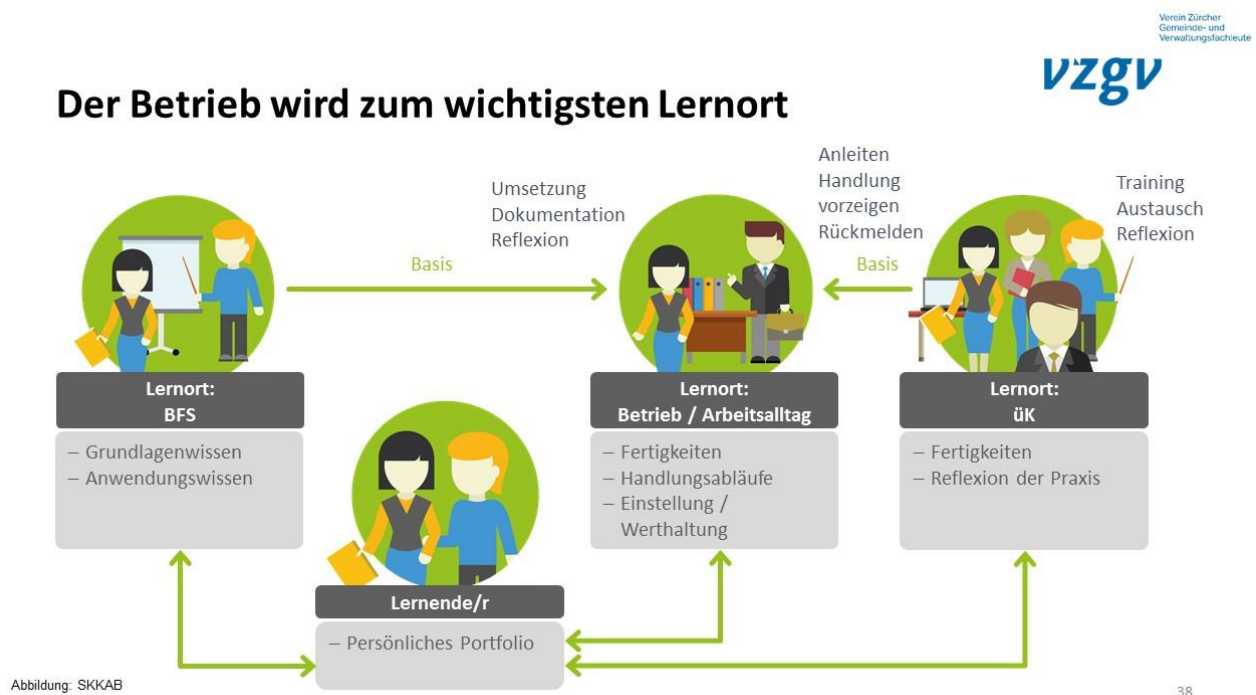 Verein Zürcher
Gemeinde- und
Verwaltungsfachleute
vzgv
Der Betrieb wird zum wichtigsten Lernort
Umsetzung
Dokumentation
Reflexion
Anleiten
Handlung
vorzeigen
Rückmelden
Training
Austausch
Reflexion
Basis
Basis
Lernort:
BFS
– Grundlagenwissen
– Anwendungswissen
Lernort:
Betrieb / Arbeitsalltag
– Fertigkeiten
– Handlungsabläufe
– Einstellung /
Werthaltung
Lernort:
üK
– Fertigkeiten
– Reflexion der Praxis
Lernende/r
– Persönliches Portfolio
Abbildung: SKKAB
38